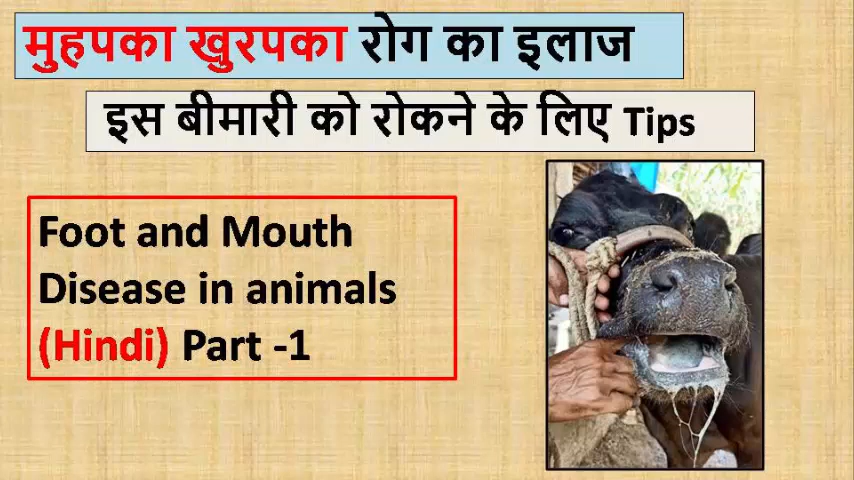 मुहपका खुरपका रोग का इलाज
इस बीमारी को रोकने के लिए Tips
Foot and Mouth
Disease in animals
(Hindi) Part -1